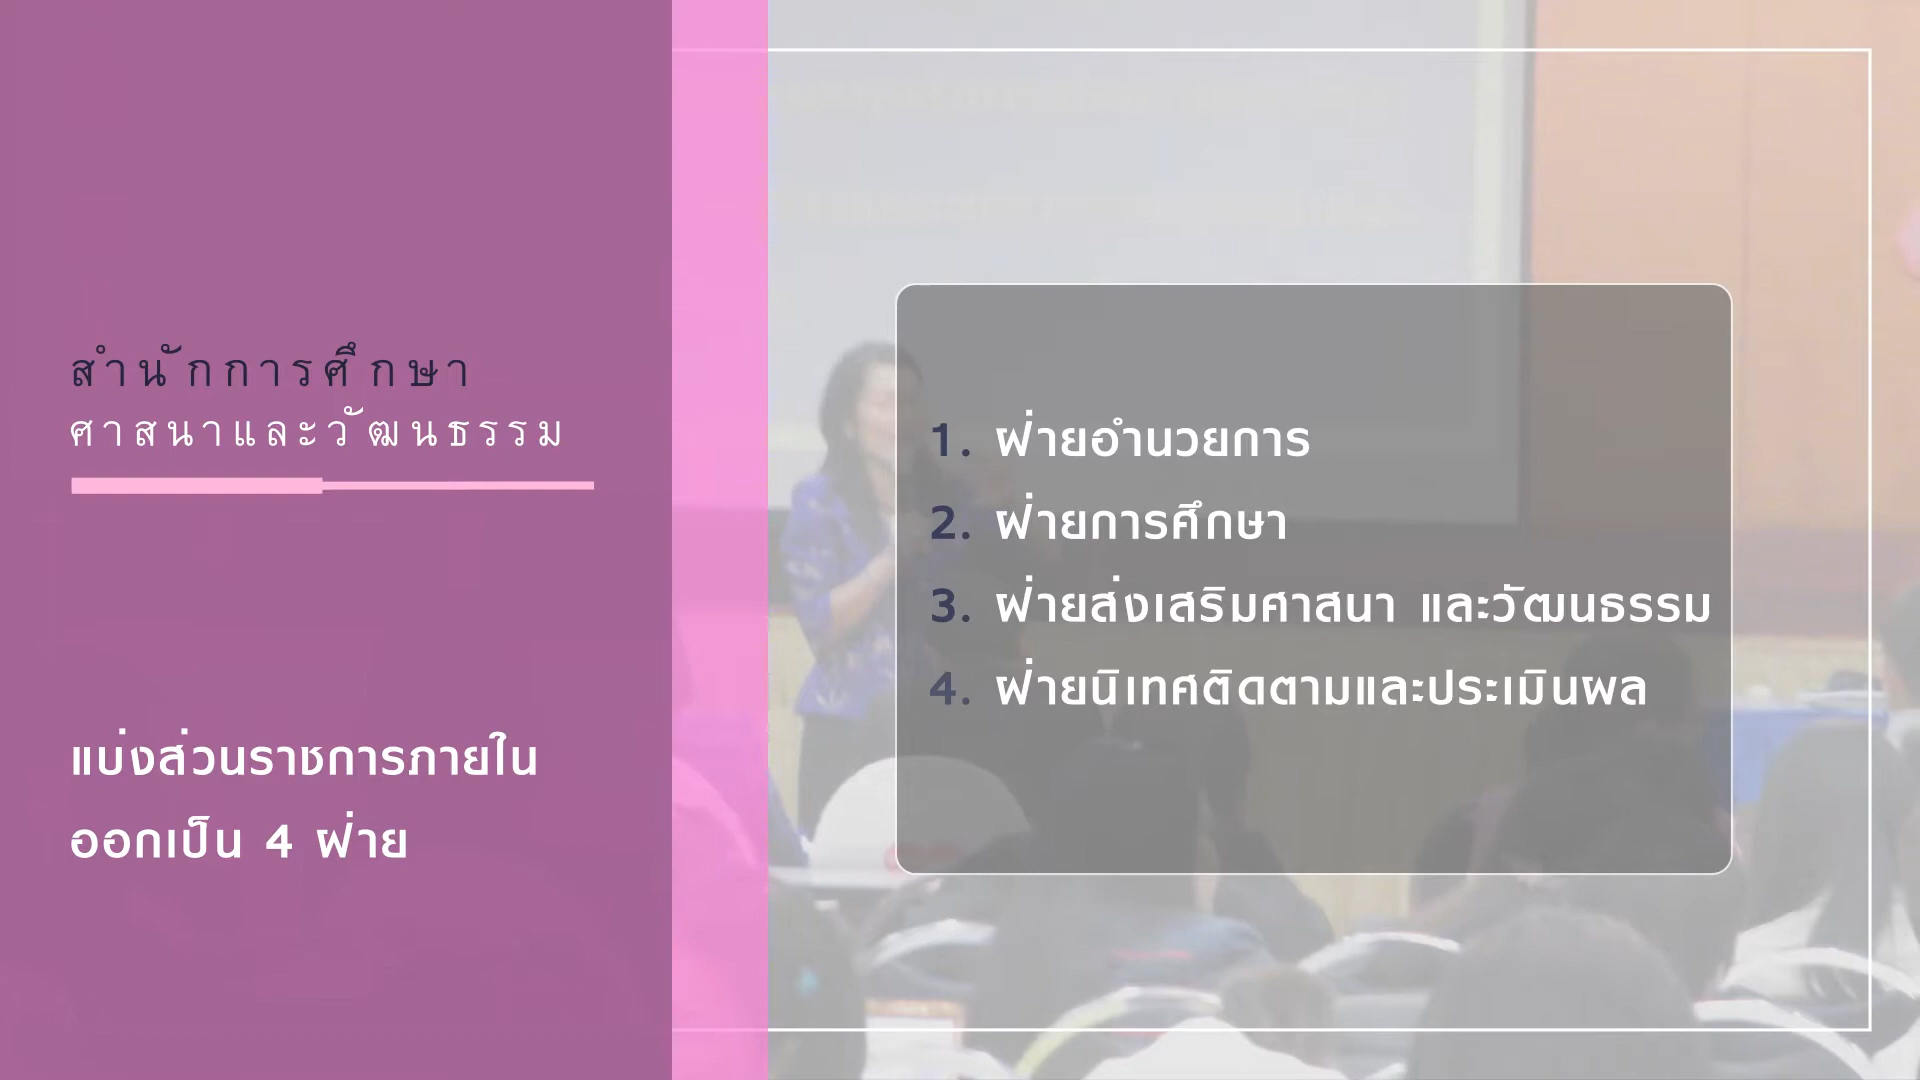 สำนักการศึกษา
ศาสนาและวัฒนธรรม
แบ่งส่วนราชการภายใน
ออกเป็น 4 ฝ่าย
1. ฝ่ายอำนวยการ
2. ฝ่ายการศึกษา
3. ฝ่ายส่งเสริมศาสนา และวัฒนธรรม
4. ฝ่ายนิเทศติดตามและประเมินผล